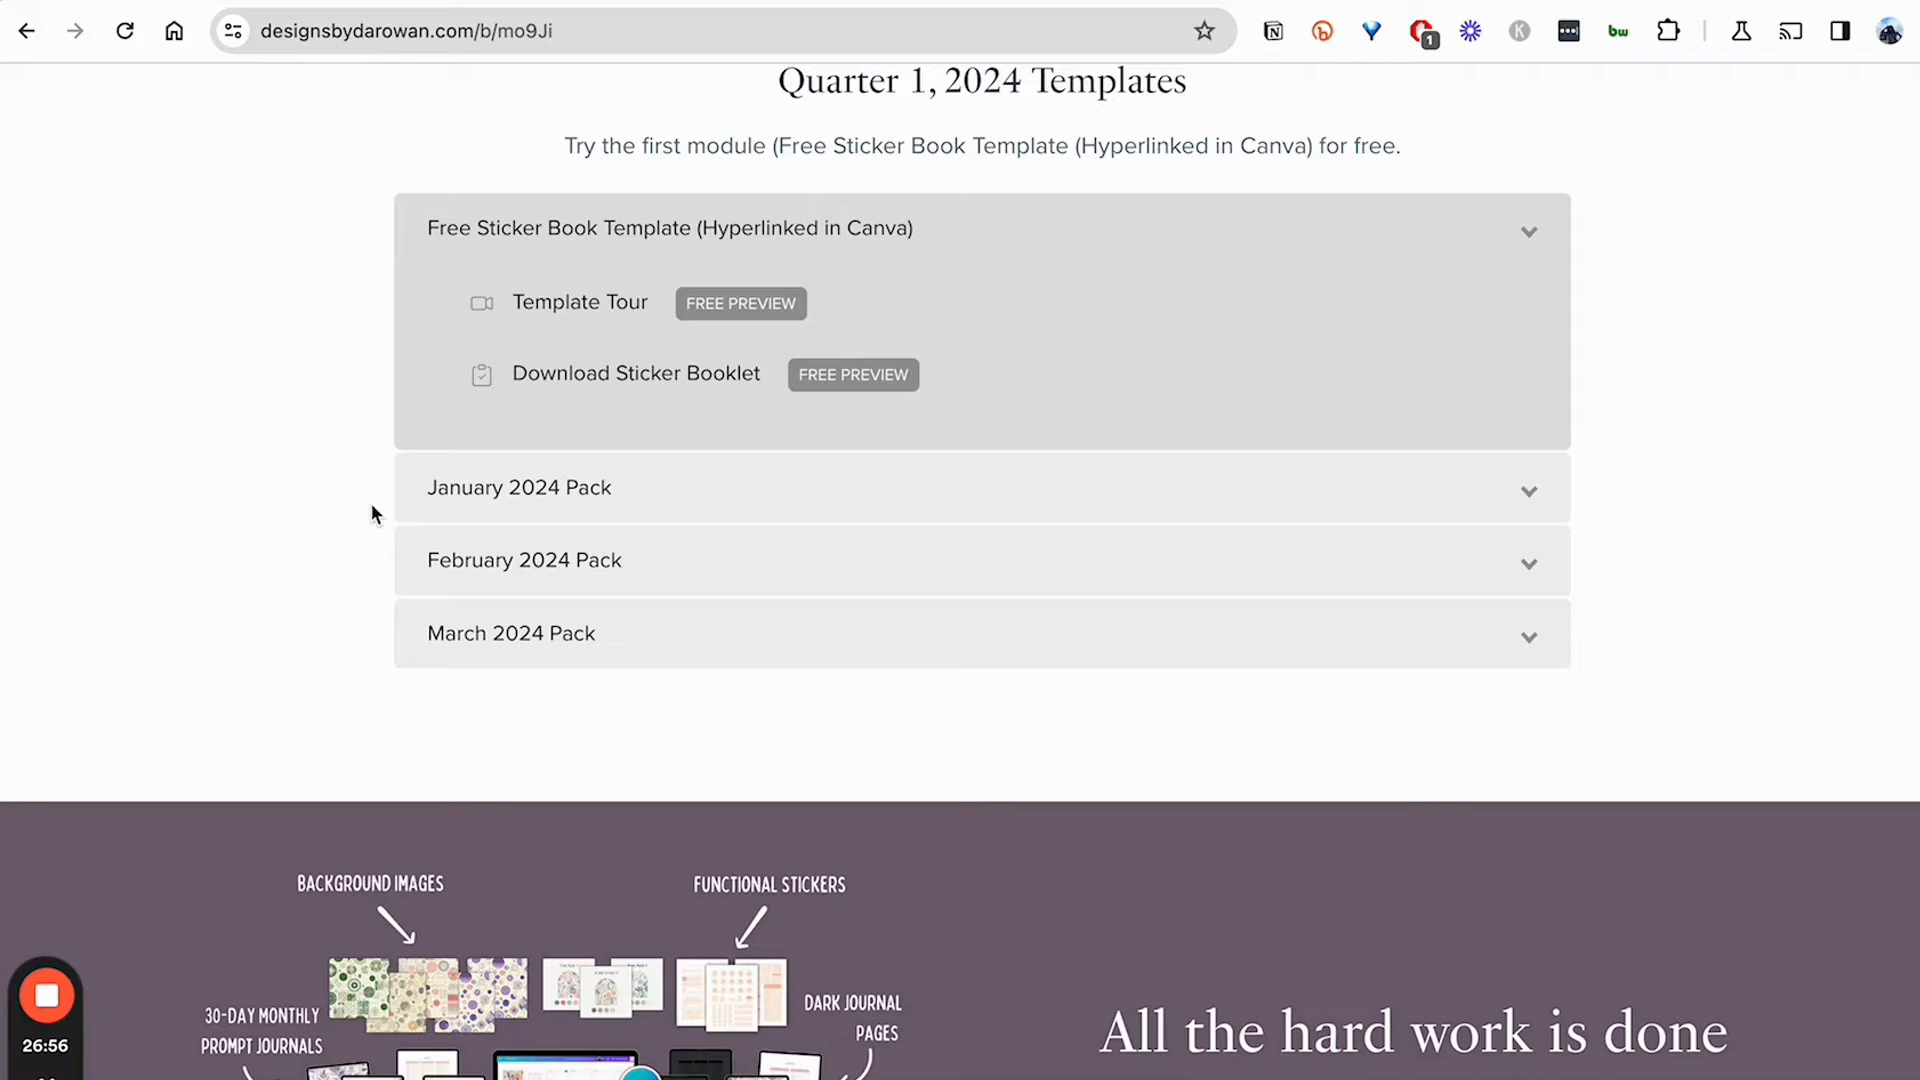 designsbydarowan.com/b/mo9Ji
1
K
bw
Quarter 1, 2024 Templates
Try the first module (Free Sticker Book Template (Hyperlinked in Canva) for free.
Free Sticker Book Template (Hyperlinked in Canva)
Template Tour FREE PREVIEW
Download Sticker Booklet FREE PREVIEW
January 2024 Pack
February 2024 Pack
March 2024 Pack
BACKGROUND IMAGES
FUNCTIONAL STICKERS
30-DAY MONTHLY
PROMPT JOURNALS
DARK JOURNAL
PAGES
All the hard work is done
26:56